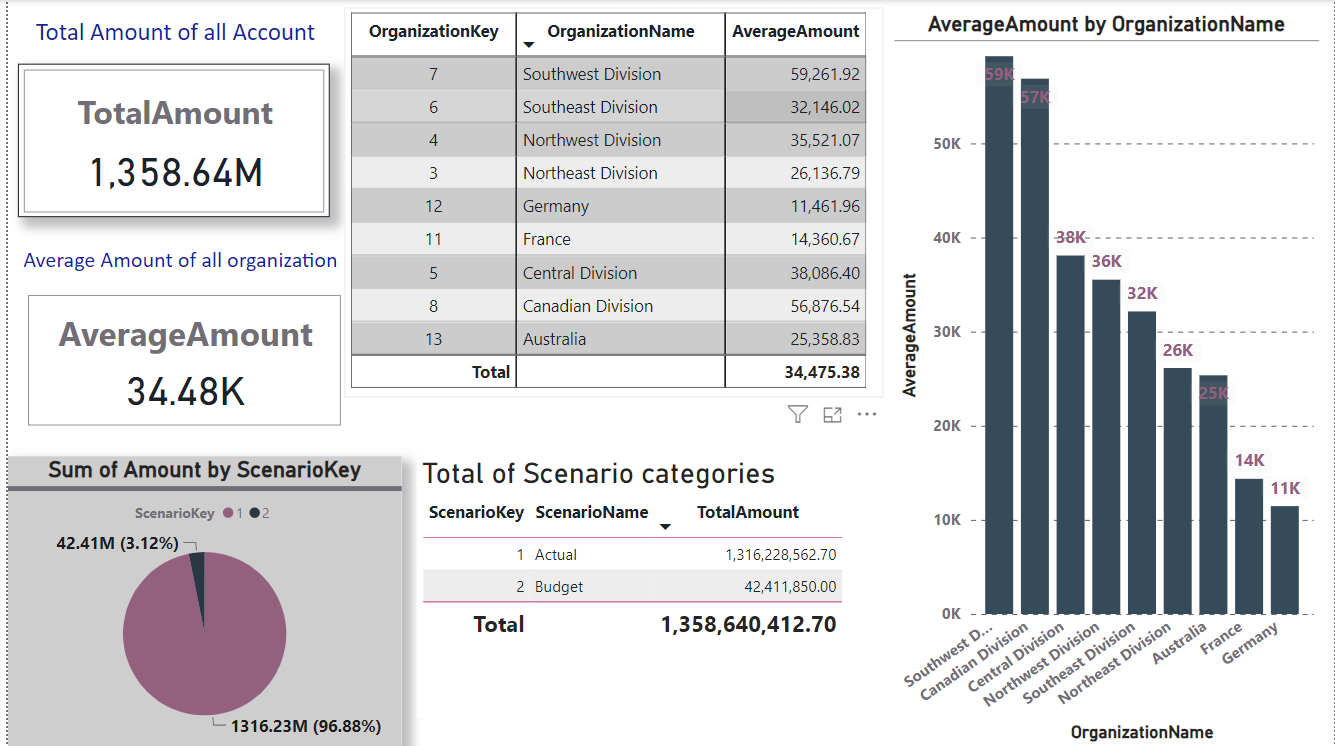 Total Amount of all Account
TotalAmount
1,358.64M
Average Amount of all organization
AverageAmount
34.48K
OrganizationKey OrganizationName AverageAmount
7 Southwest Division 59,261.92
6 Southeast Division 32,146.02
4 Northwest Division 35,521.07
3 Northeast Division 26,136.79
12 Germany 11,461.96
11 France 14,360.67
5 Central Division 38,086.40
8 Canadian Division 56,876.54
13 Australia 25,358.83
Total 34,475.38
Sum of Amount by ScenarioKey
ScenarioKey 1 2
42.41M (3.12%)
1316.23M (96.88%)
Total of Scenario categories
ScenarioKey ScenarioName TotalAmount
1 Actual 1,316,228,562.70
2 Budget 42,411,850.00
Total 1,358,640,412.70
AverageAmount by OrganizationName
AverageAmount
50K
40K
30K
20K
10K
0K
59K
57K
38K
36K
32K
26K
25K
14K
11K
Southwest D...
Canadian Division
Central Division
Northwest Division
Southeast Division
Northeast Division
Australia
France
Germany
OrganizationName